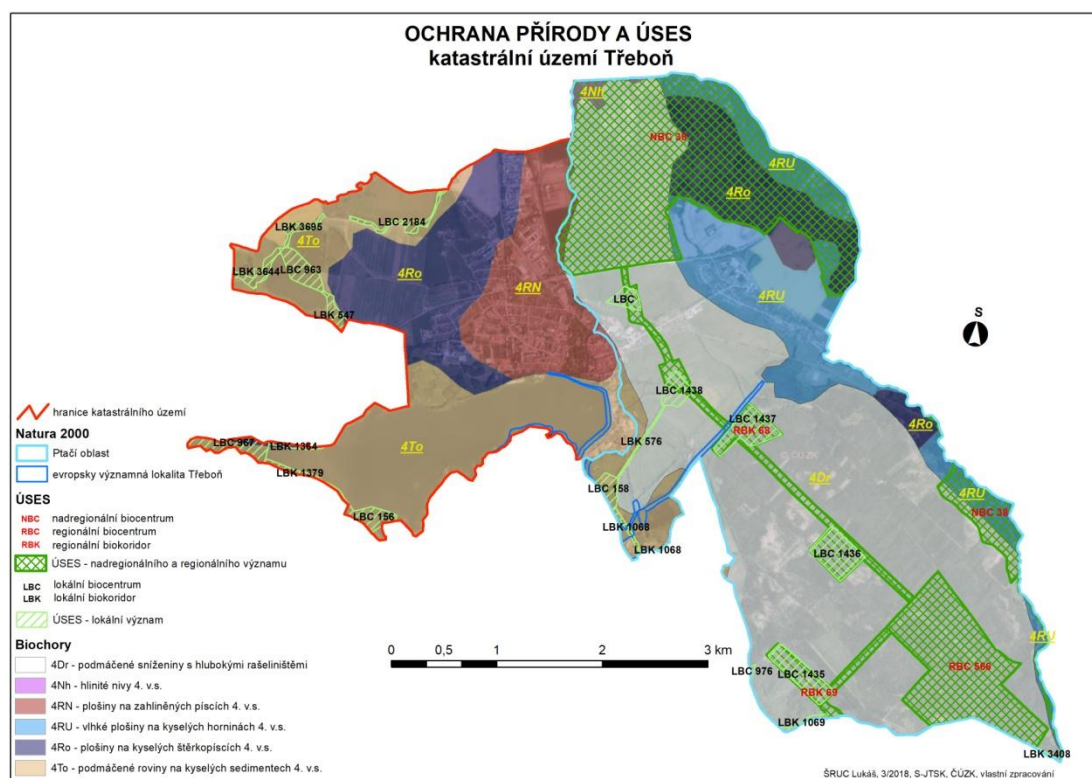 OCHRANA PŘÍRODY A ÚSES
katastrální území Třeboň
4Nh
NBC 38
4RU
4Ro
LBC 2184
LBK 3695
4To
LBK 3644
LBC 963
4Ro
4RN
4RU
LBK 547
LBC
S
LBC 1438
LBC 1437
RBK 68
4Ro
LBK 576
LBC 967
LBK 1364
4To
© ČÚZK
4Dr
LBK 1379
LBC 158
4RU
NBC 38
LBC 156
LBK 1068
LBK 1068
LBC 1436
4RU
LBC 976
LBC 1435
RBC 566
RBK 69
LBK 1069
LBK 3408
hranice katastrálního území
Natura 2000
Ptačí oblast
evropsky významná lokalita Třeboň
ÚSES
NBC nadregionální biocentrum
RBC regionální biocentrum
RBK regionální biokoridor
ÚSES - nadregionálního a regionálního významu
LBC lokální biocentrum
LBK lokální biokoridor
ÚSES - lokální význam
Biochory
4Dr - podmáčené sníženiny s hlubokými rašeliništěmi
4Nh - hlinité nivy 4. v.s.
4RN - plošiny na zahliněných píscích 4. v.s.
4RU - vlhké plošiny na kyselých horninách 4. v.s.
4Ro - plošiny na kyselých štěrkopíscích 4. v.s.
4To - podmáčené roviny na kyselých sedimentech 4. v.s.
0 0,5 1 2 3 km
ŠRUC Lukáš, 3/2018, S-JTSK, ČÚZK, vlastní zpracování